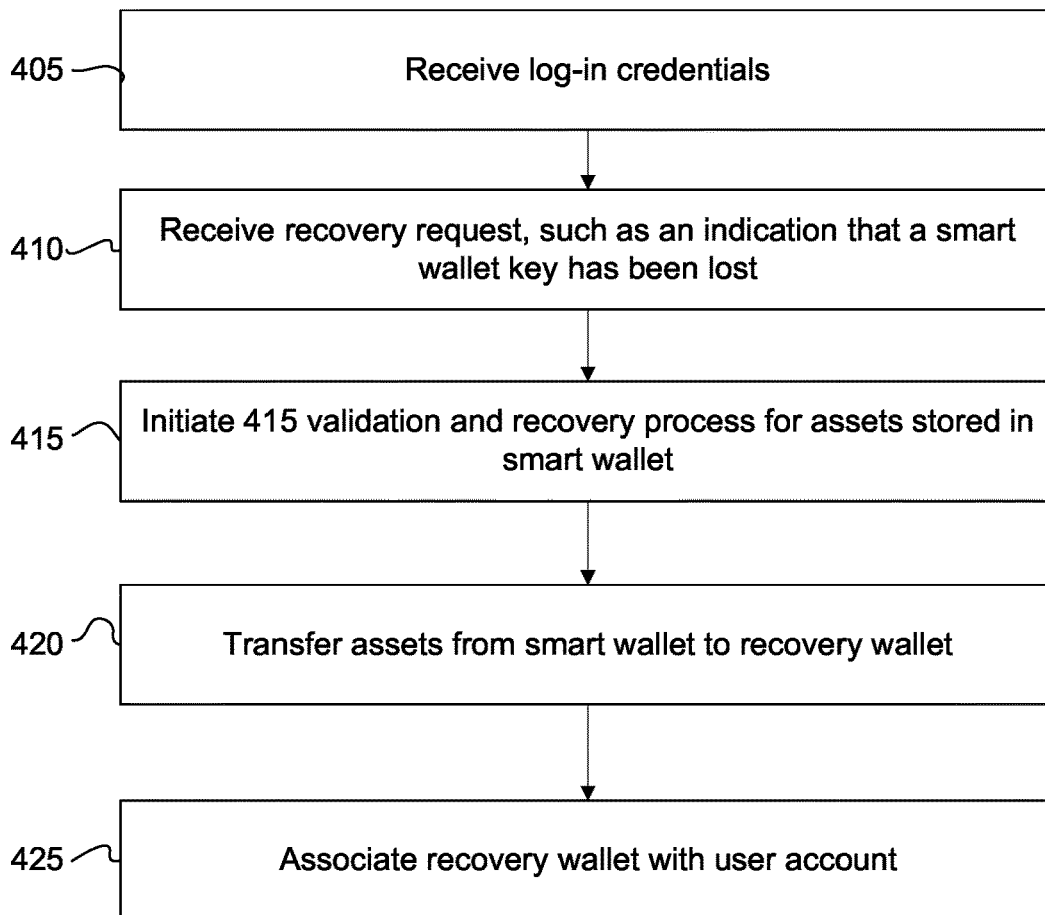 405
Receive log-in credentials
410
Receive recovery request, such as an indication that a smart
wallet key has been lost
415
Initiate 415 validation and recovery process for assets stored in
smart wallet
420
Transfer assets from smart wallet to recovery wallet
425
Associate recovery wallet with user account